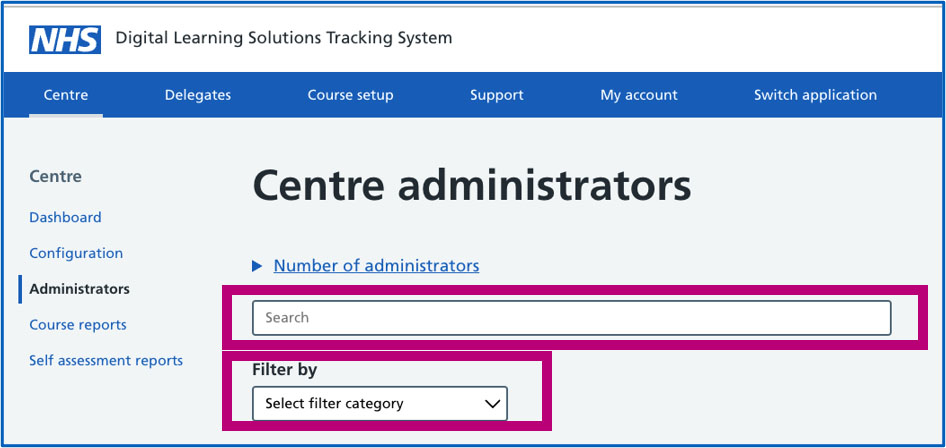 NHS Digital Learning Solutions Tracking System
Centre Delegates Course setup Support My account Switch application
Centre
Dashboard
Configuration
Administrators
Course reports
Self assessment reports
Centre administrators
Number of administrators
Search
Filter by
Select filter category